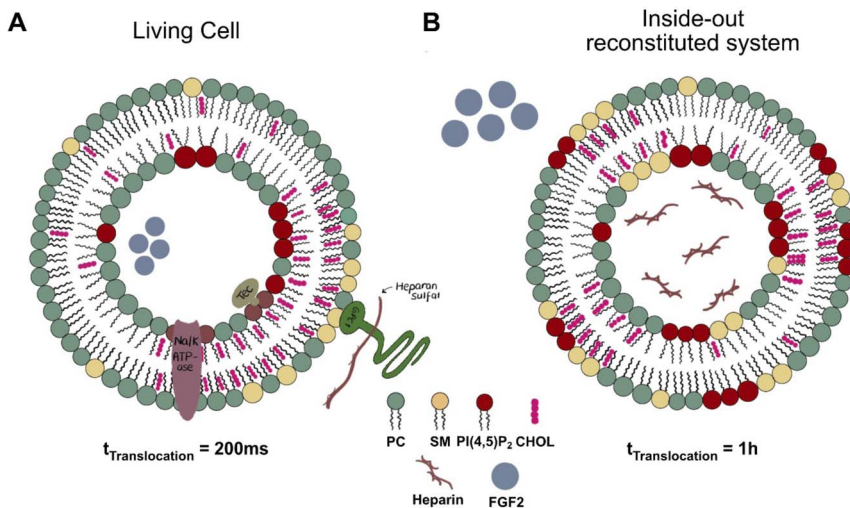 A
Living Cell
B
Inside-out
reconstituted system
Tec
Na/K
ATP-
ase
GPC1
Heparan
Sulfat
PC
SM
PI(4,5)P₂
CHOL
Heparin
FGF2
tTranslocation = 200ms
tTranslocation = 1h